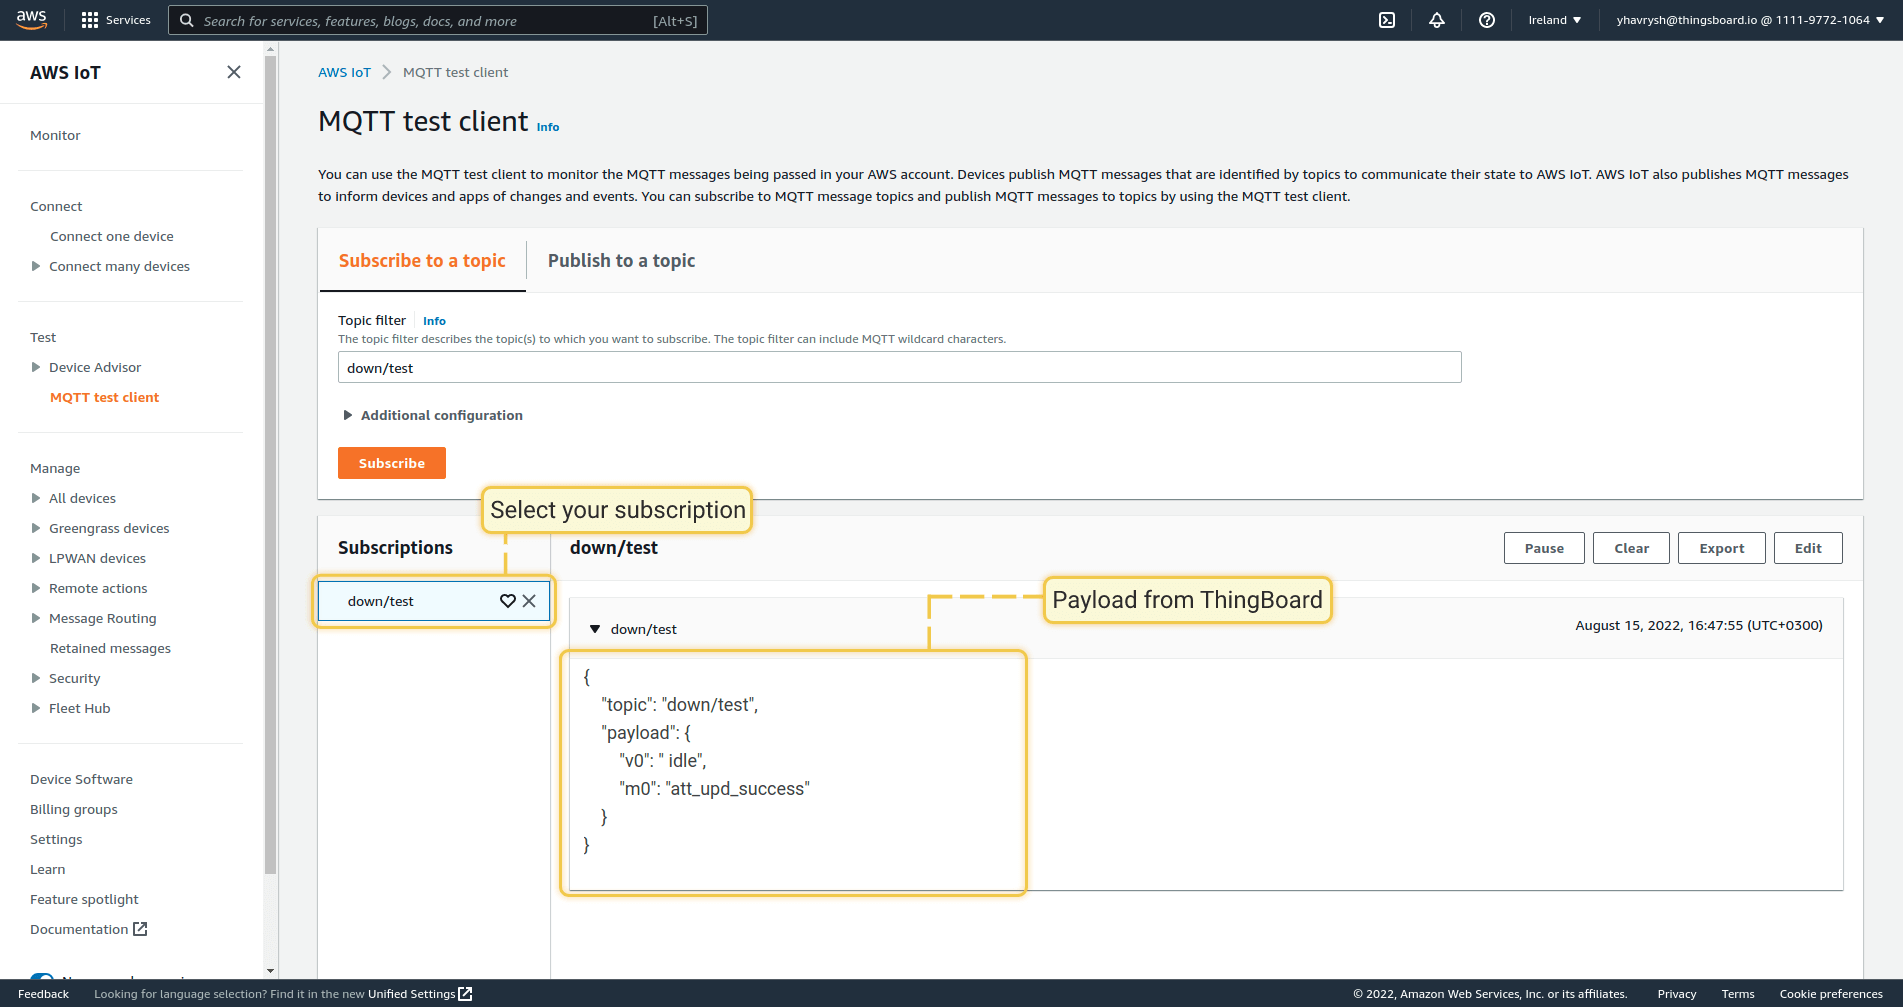 aws
Services
Search for services, features, blogs, docs, and more
[Alt+S]
Ireland ▼
yhavrysh@thingsboard.io @ 1111-9772-1064 ▼
AWS IoT
Monitor
Connect
Connect one device
Connect many devices
Test
Device Advisor
MQTT test client
Manage
All devices
Greengrass devices
LPWAN devices
Remote actions
Message Routing
Retained messages
Security
Fleet Hub
Device Software
Billing groups
Settings
Learn
Feature spotlight
Documentation
AWS IoT > MQTT test client
MQTT test client Info
You can use the MQTT test client to monitor the MQTT messages being passed in your AWS account. Devices publish MQTT messages that are identified by topics to communicate their state to AWS IoT. AWS IoT also publishes MQTT messages
to inform devices and apps of changes and events. You can subscribe to MQTT message topics and publish MQTT messages to topics by using the MQTT test client.
Subscribe to a topic
Publish to a topic
Topic filter Info
The topic filter describes the topic(s) to which you want to subscribe. The topic filter can include MQTT wildcard characters.
down/test
Additional configuration
Subscribe
Select your subscription
Subscriptions
down/test
down/test
Pause
Clear
Export
Edit
Payload from ThingBoard
down/test
August 15, 2022, 16:47:55 (UTC+0300)
{
"topic": "down/test",
"payload": {
"v0": " idle",
"m0": "att_upd_success"
}
}
Feedback
Looking for language selection? Find it in the new Unified Settings
© 2022, Amazon Web Services, Inc. or its affiliates.
Privacy
Terms
Cookie preferences